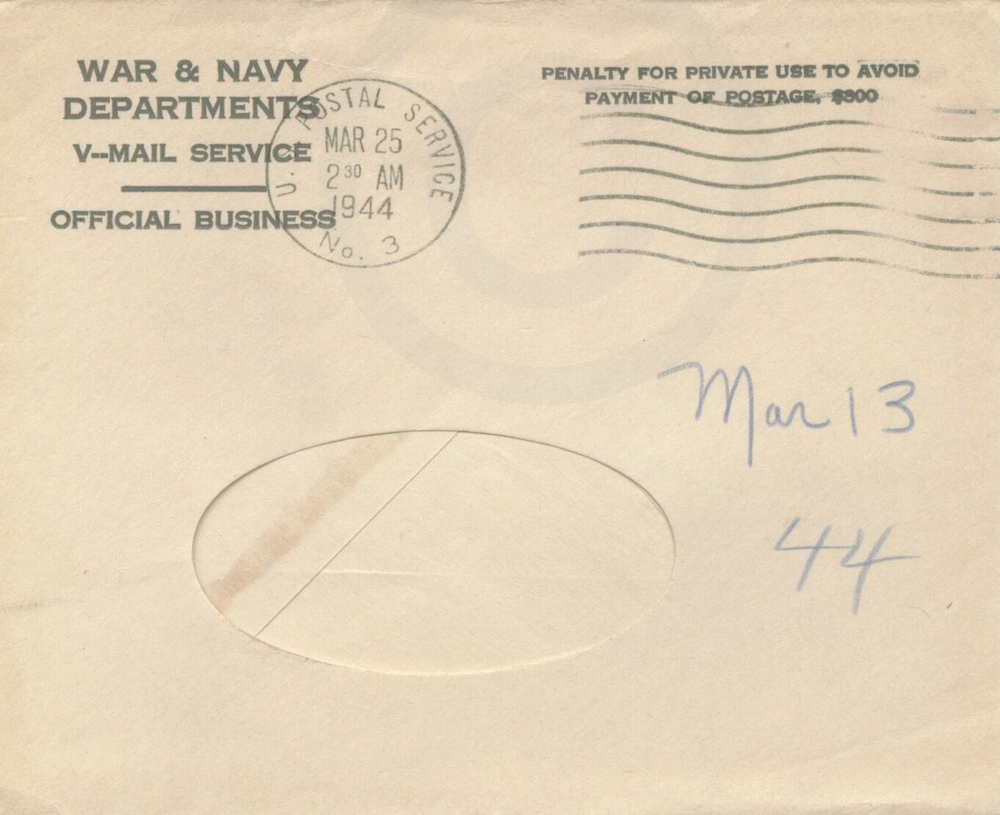 WAR & NAVY
DEPARTMENTS
V--MAIL SERVICE
OFFICIAL BUSINESS
U.S. POSTAL SERVICE
MAR 25
2 30 AM
1944
No. 3
PENALTY FOR PRIVATE USE TO AVOID
PAYMENT OF POSTAGE, $300
Mar 13
44